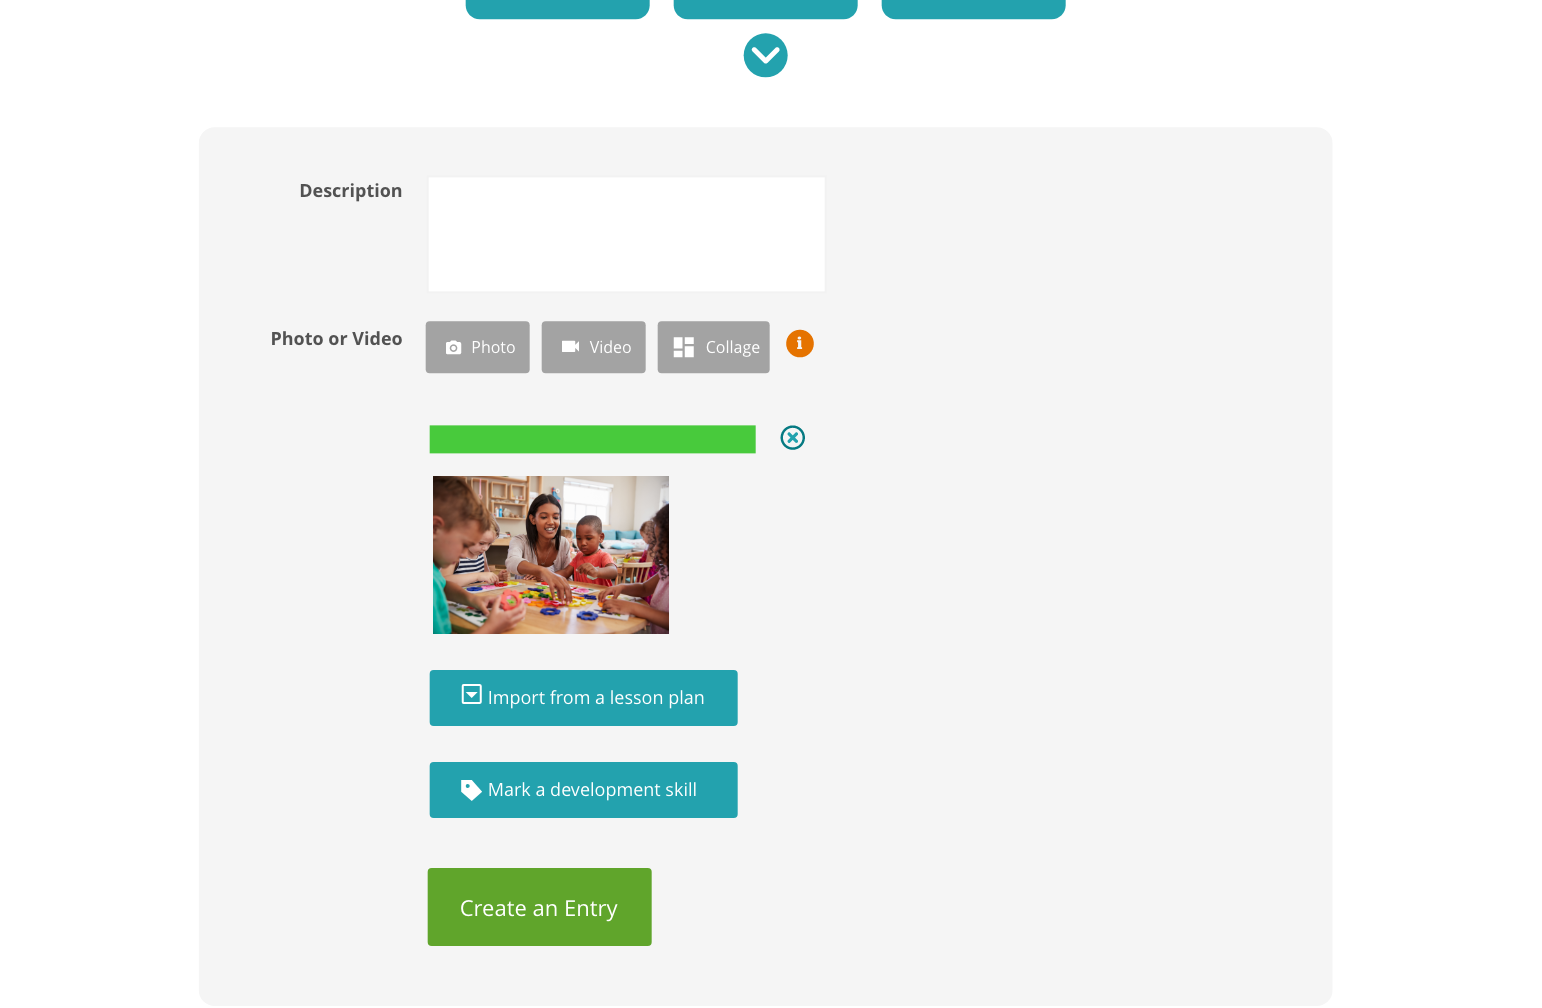 Description
Photo or Video
Photo
Video
Collage
i
Import from a lesson plan
Mark a development skill
Create an Entry